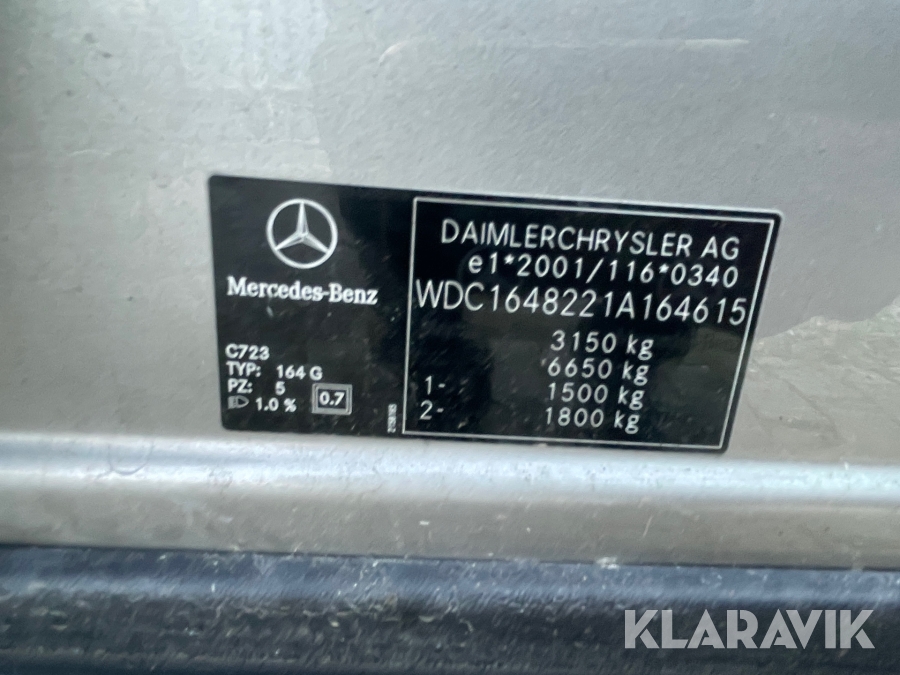 Mercedes-Benz
C723
TYP: 164 G
PZ: 5
1.0 % 0.7
DAIMLERCHRYSLER AG
e1*2001/116*0340
WDC1648221A164615
3150 kg
6650 kg
1- 1500 kg
2- 1800 kg
KLARAVIK